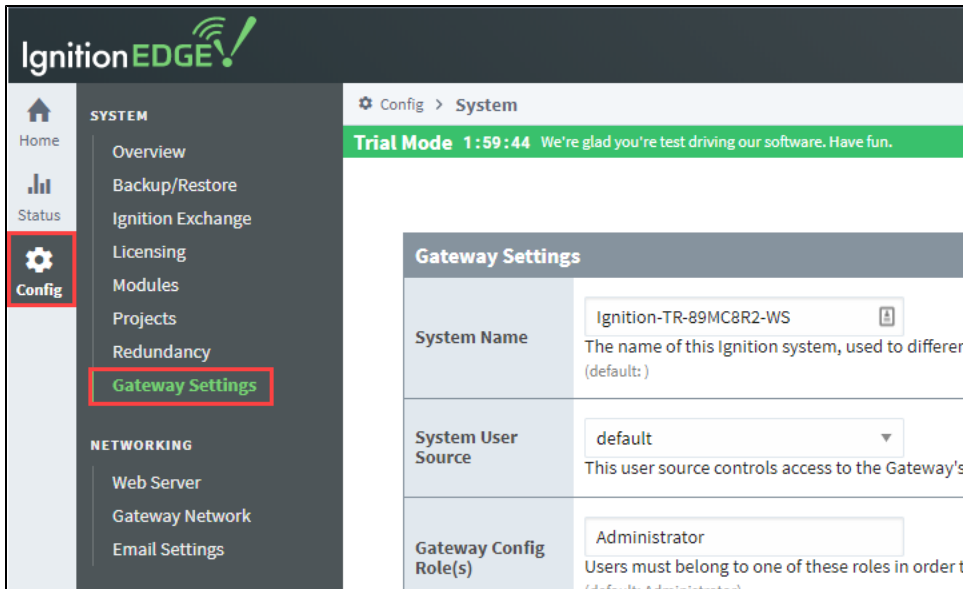 Ignition EDGE
Home
Status
Config
SYSTEM
Overview
Backup/Restore
Ignition Exchange
Licensing
Modules
Projects
Redundancy
Gateway Settings
NETWORKING
Web Server
Gateway Network
Email Settings
Config > System
Trial Mode 1:59:44 We're glad you're test driving our software. Have fun.
Gateway Settings
System Name
Ignition-TR-89MC8R2-WS
The name of this Ignition system, used to differen
(default: )
System User
Source
default
This user source controls access to the Gateway's
Gateway Config
Role(s)
Administrator
Users must belong to one of these roles in order t
(default: Administrator)